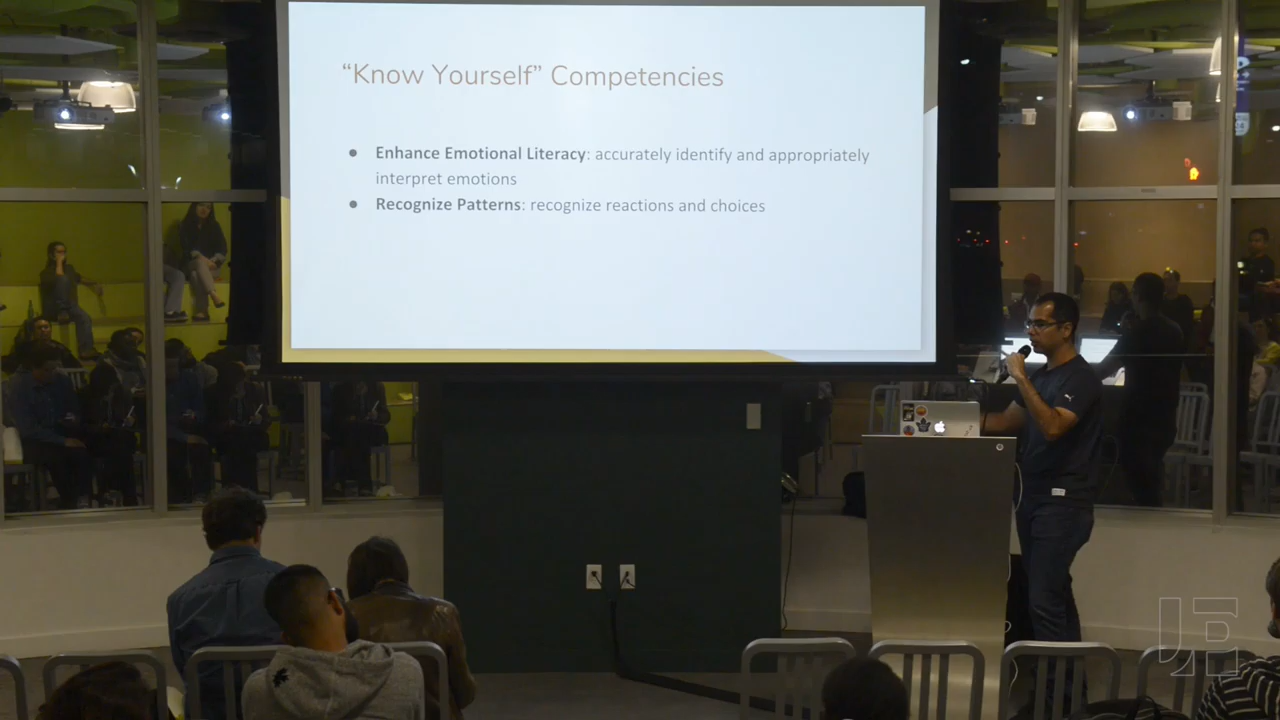 “Know Yourself” Competencies
● Enhance Emotional Literacy: accurately identify and appropriately
interpret emotions
● Recognize Patterns: recognize reactions and choices